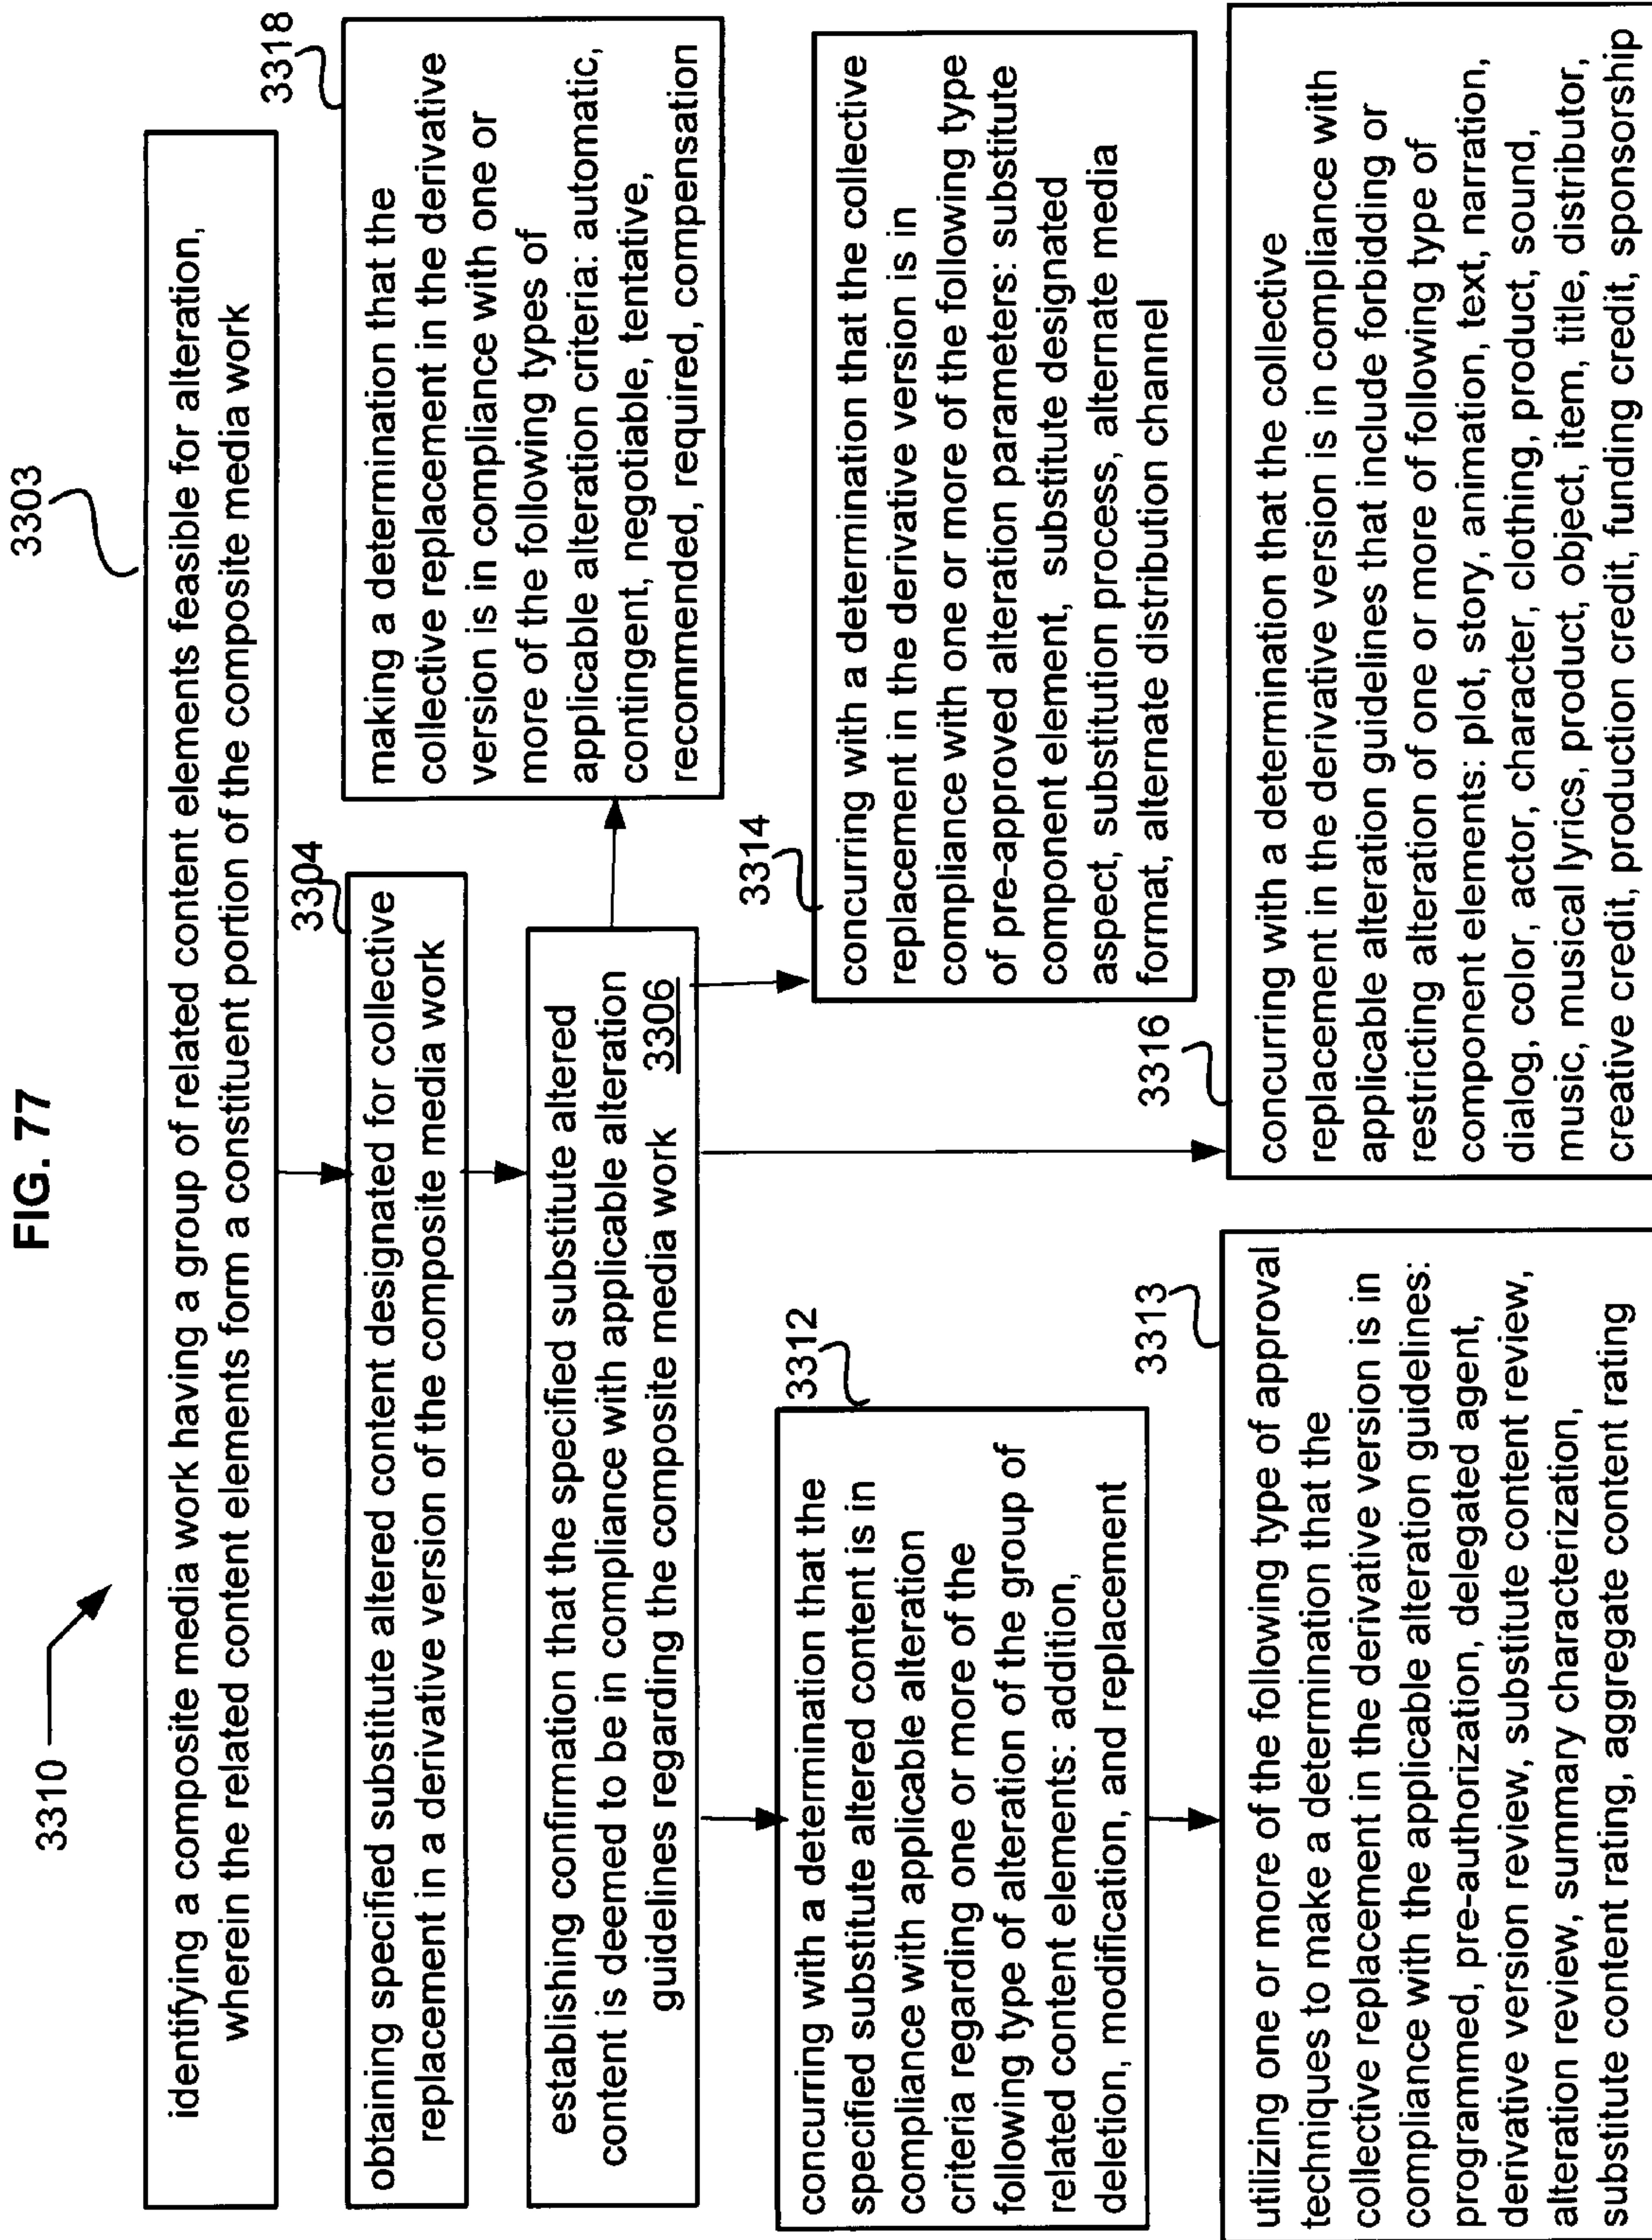 FIG. 77
3310
3303
identifying a composite media work having a group of related content elements feasible for alteration,
wherein the related content elements form a constituent portion of the composite media work
3304
obtaining specified substitute altered content designated for collective
replacement in a derivative version of the composite media work
3318
making a determination that the
collective replacement in the derivative
version is in compliance with one or
more of the following types of
applicable alteration criteria: automatic,
contingent, negotiable, tentative,
recommended, required, compensation
establishing confirmation that the specified substitute altered
content is deemed to be in compliance with applicable alteration
guidelines regarding the composite media work 3306
3312
concurring with a determination that the
specified substitute altered content is in
compliance with applicable alteration
criteria regarding one or more of the
following type of alteration of the group of
related content elements: addition,
deletion, modification, and replacement
3314
concurring with a determination that the collective
replacement in the derivative version is in
compliance with one or more of the following type
of pre-approved alteration parameters: substitute
component element, substitute designated
aspect, substitution process, alternate media
format, alternate distribution channel
3313
utilizing one or more of the following type of approval
techniques to make a determination that the
collective replacement in the derivative version is in
compliance with the applicable alteration guidelines:
programmed, pre-authorization, delegated agent,
derivative version review, substitute content review,
alteration review, summary characterization,
substitute content rating, aggregate content rating
3316
concurring with a determination that the collective
replacement in the derivative version is in compliance with
applicable alteration guidelines that include forbidding or
restricting alteration of one or more of following type of
component elements: plot, story, animation, text, narration,
dialog, color, actor, character, clothing, product, sound,
music, musical lyrics, product, object, item, title, distributor,
creative credit, production credit, funding credit, sponsorship